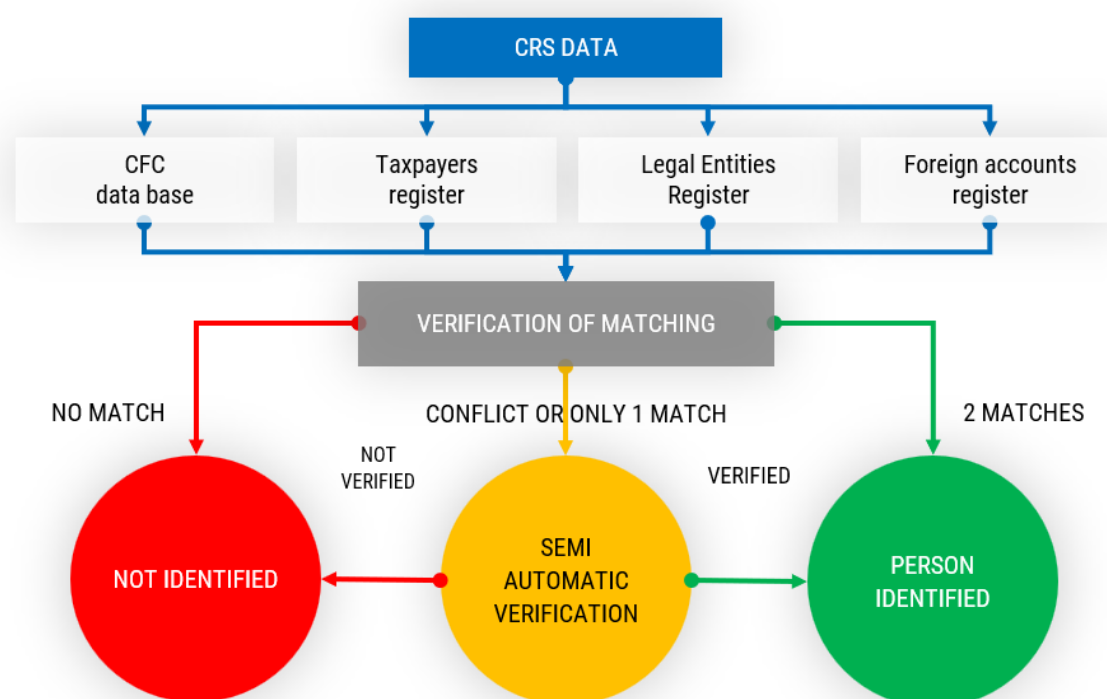 CRS DATA
CFC
data base
Taxpayers
register
Legal Entities
Register
Foreign accounts
register
VERIFICATION OF MATCHING
NO MATCH
CONFLICT OR ONLY 1 MATCH
2 MATCHES
NOT
VERIFIED
VERIFIED
NOT IDENTIFIED
SEMI
AUTOMATIC
VERIFICATION
PERSON
IDENTIFIED